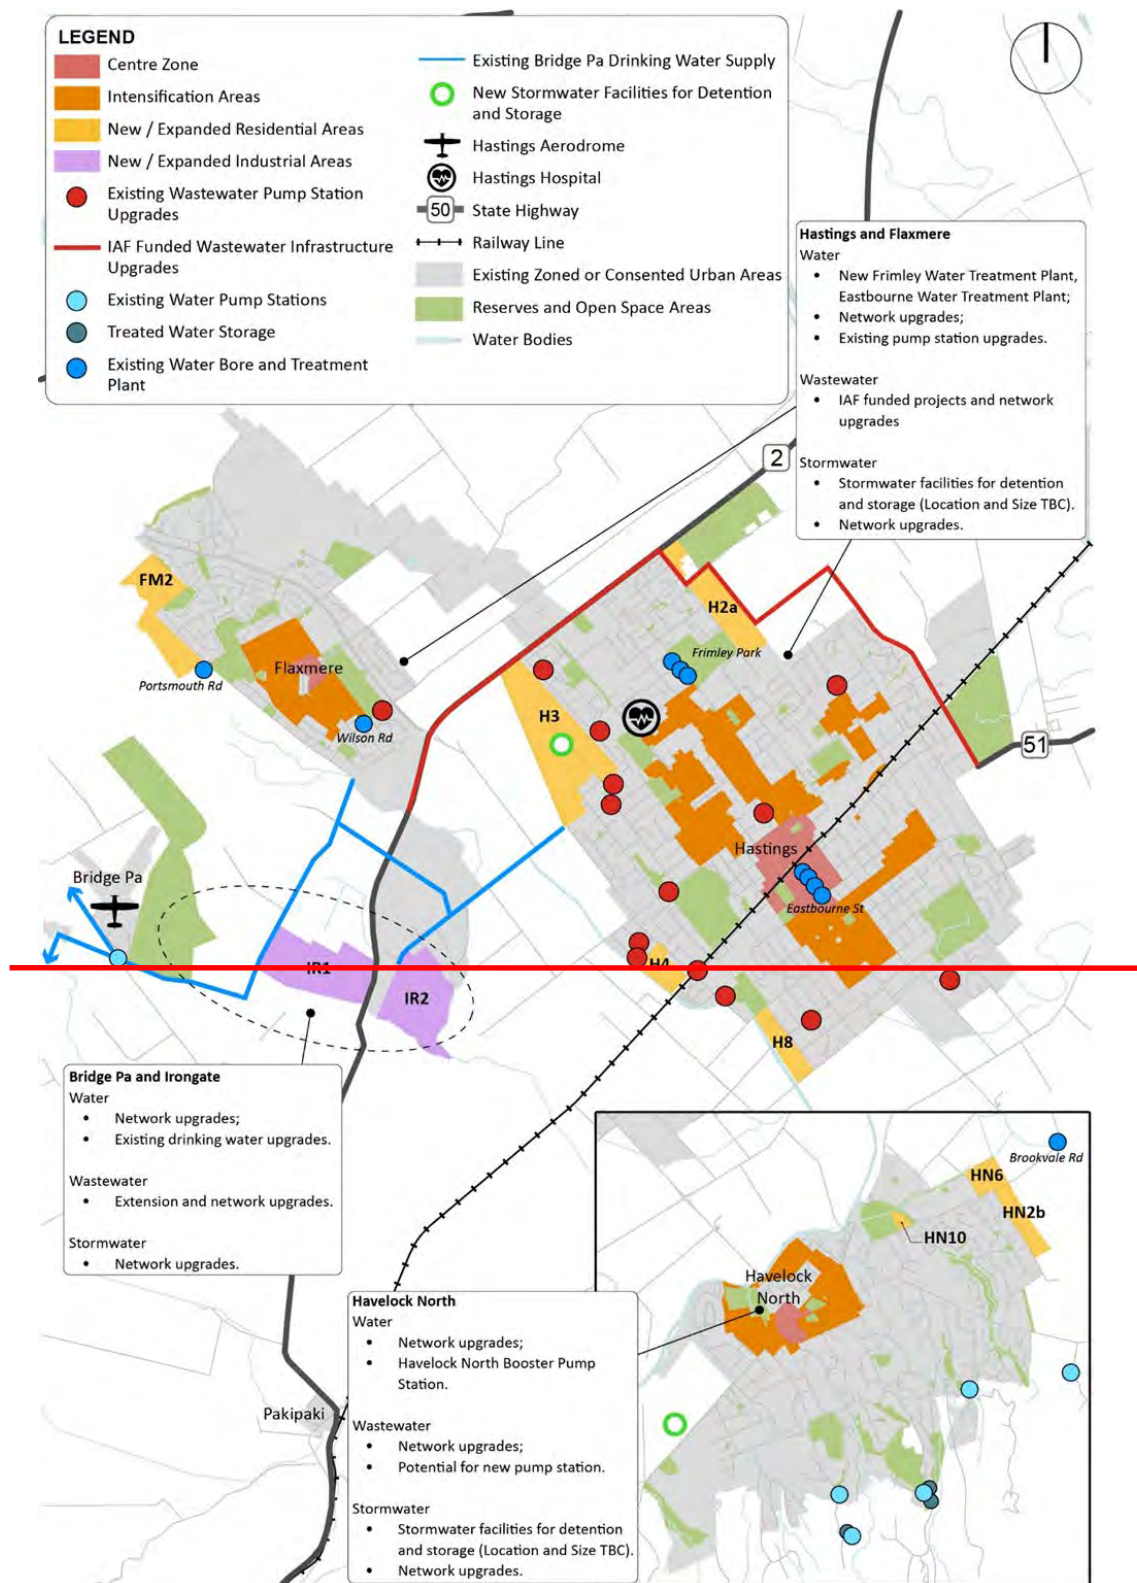 LEGEND
Centre Zone
Intensification Areas
New / Expanded Residential Areas
New / Expanded Industrial Areas
Existing Wastewater Pump Station
Upgrades
IAF Funded Wastewater Infrastructure
Upgrades
Existing Water Pump Stations
Treated Water Storage
Existing Water Bore and Treatment
Plant
Existing Bridge Pa Drinking Water Supply
New Stormwater Facilities for Detention
and Storage
Hastings Aerodrome
Hastings Hospital
50
State Highway
Railway Line
Existing Zoned or Consented Urban Areas
Reserves and Open Space Areas
Water Bodies
Hastings and Flaxmere
Water
• New Frimley Water Treatment Plant,
Eastbourne Water Treatment Plant;
• Network upgrades;
• Existing pump station upgrades.
Wastewater
• IAF funded projects and network
upgrades
Stormwater
• Stormwater facilities for detention
and storage (Location and Size TBC).
• Network upgrades.
2
FM2
H2a
Frimley Park
Flaxmere
Portsmouth Rd
H3
Wilson Rd
51
Hastings
Bridge Pa
Eastbourne St
H4
IR1
IR2
H8
Bridge Pa and Irongate
Water
• Network upgrades;
• Existing drinking water upgrades.
Wastewater
• Extension and network upgrades.
Stormwater
• Network upgrades.
Brookvale Rd
HN6
HN2b
HN10
Havelock
North
Havelock North
Water
• Network upgrades;
• Havelock North Booster Pump
Station.
Wastewater
• Network upgrades;
• Potential for new pump station.
Stormwater
• Stormwater facilities for detention
and storage (Location and Size TBC).
• Network upgrades.
Pakipaki